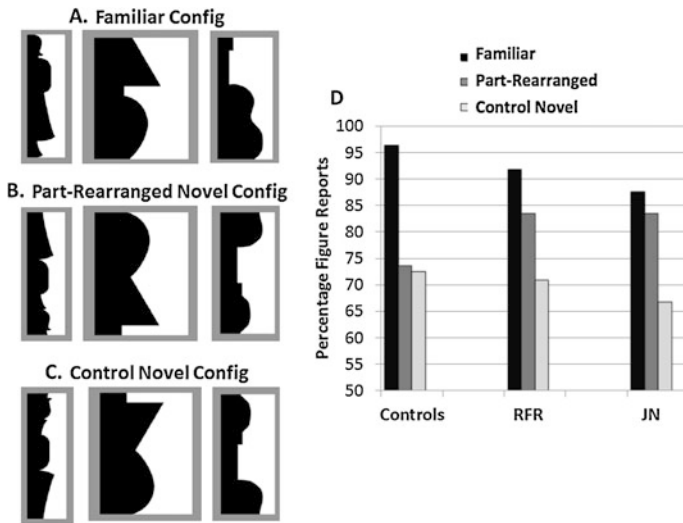 A. Familiar Config
B. Part-Rearranged Novel Config
C. Control Novel Config
D
Familiar
Part-Rearranged
Control Novel
Percentage Figure Reports
100
95
90
85
80
75
70
65
60
55
50
Controls
RFR
JN